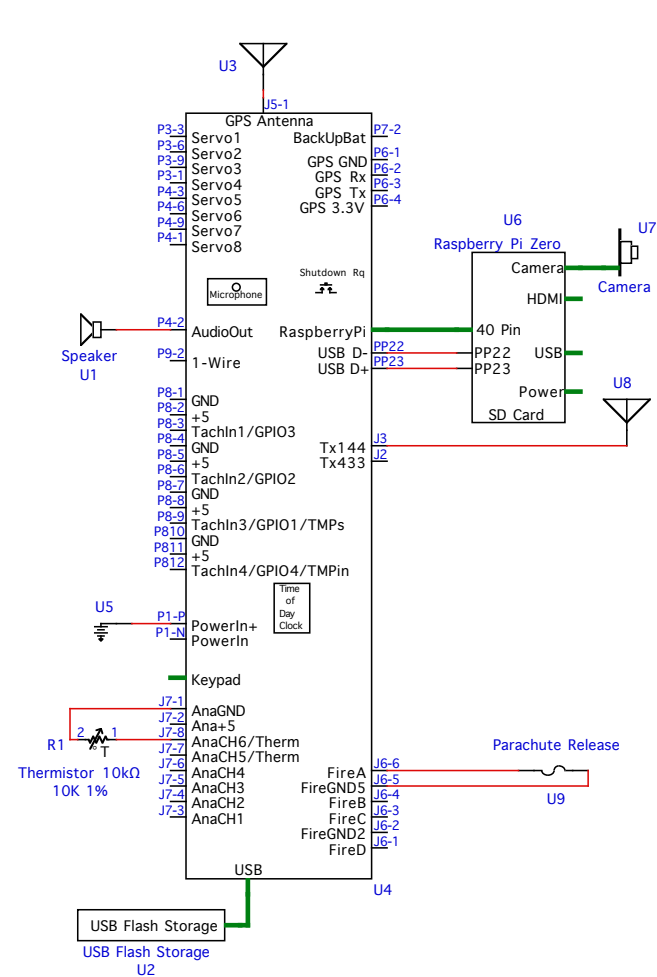 U3
J5-1
GPS Antenna
P3-3
Servo1
P3-6
Servo2
P3-9
Servo3
P3-1
Servo4
P4-3
Servo5
P4-6
Servo6
P4-9
Servo7
P4-1
Servo8
BackUpBat
P7-2
GPS GND
P6-1
GPS Rx
P6-2
GPS Tx
P6-3
GPS 3.3V
P6-4
U6
Raspberry Pi Zero
U7
Camera
Camera
HDMI
40 Pin
PP22
USB
PP23
Power
SD Card
Shutdown Rq
Microphone
P4-2
AudioOut
Speaker
U1
P9-2
1-Wire
RaspberryPi
USB D-
PP22
USB D+
PP23
U8
Tx144
J3
Tx433
J2
P8-1
GND
P8-2
+5
P8-3
TachIn1/GPIO3
P8-4
GND
P8-5
+5
P8-6
TachIn2/GPIO2
P8-7
GND
P8-8
+5
P8-9
TachIn3/GPIO1/TMPs
P810
GND
P811
+5
P812
TachIn4/GPIO4/TMPin
Time
of
Day
Clock
U5
P1-P
PowerIn+
P1-N
PowerIn
Keypad
J7-1
AnaGND
J7-2
Ana+5
J7-8
AnaCH6/Therm
J7-7
AnaCH5/Therm
J7-6
AnaCH4
J7-5
AnaCH3
J7-4
AnaCH2
J7-3
AnaCH1
R1
2
1
°
T
Thermistor 10kΩ
10K 1%
FireA
J6-6
FireGND5
J6-5
FireB
J6-4
FireC
J6-3
FireGND2
J6-2
FireD
J6-1
Parachute Release
U9
USB
U4
USB Flash Storage
USB Flash Storage
U2